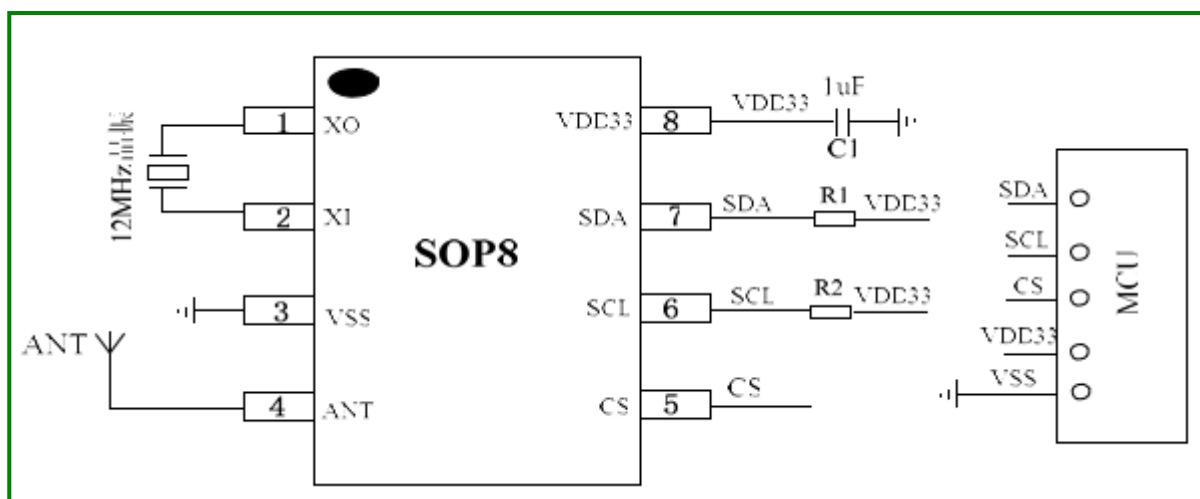 1 XO
2 XI
3 VSS
4 ANT
ANT
12MHz
SOP8
VDD33 8 VDD33
1uF
C1
SDA 7 SDA R1 VDD33
SCL 6 SCL R2 VDD33
CS 5 CS
SDA
SCL
CS
VDD33
VSS
MCU